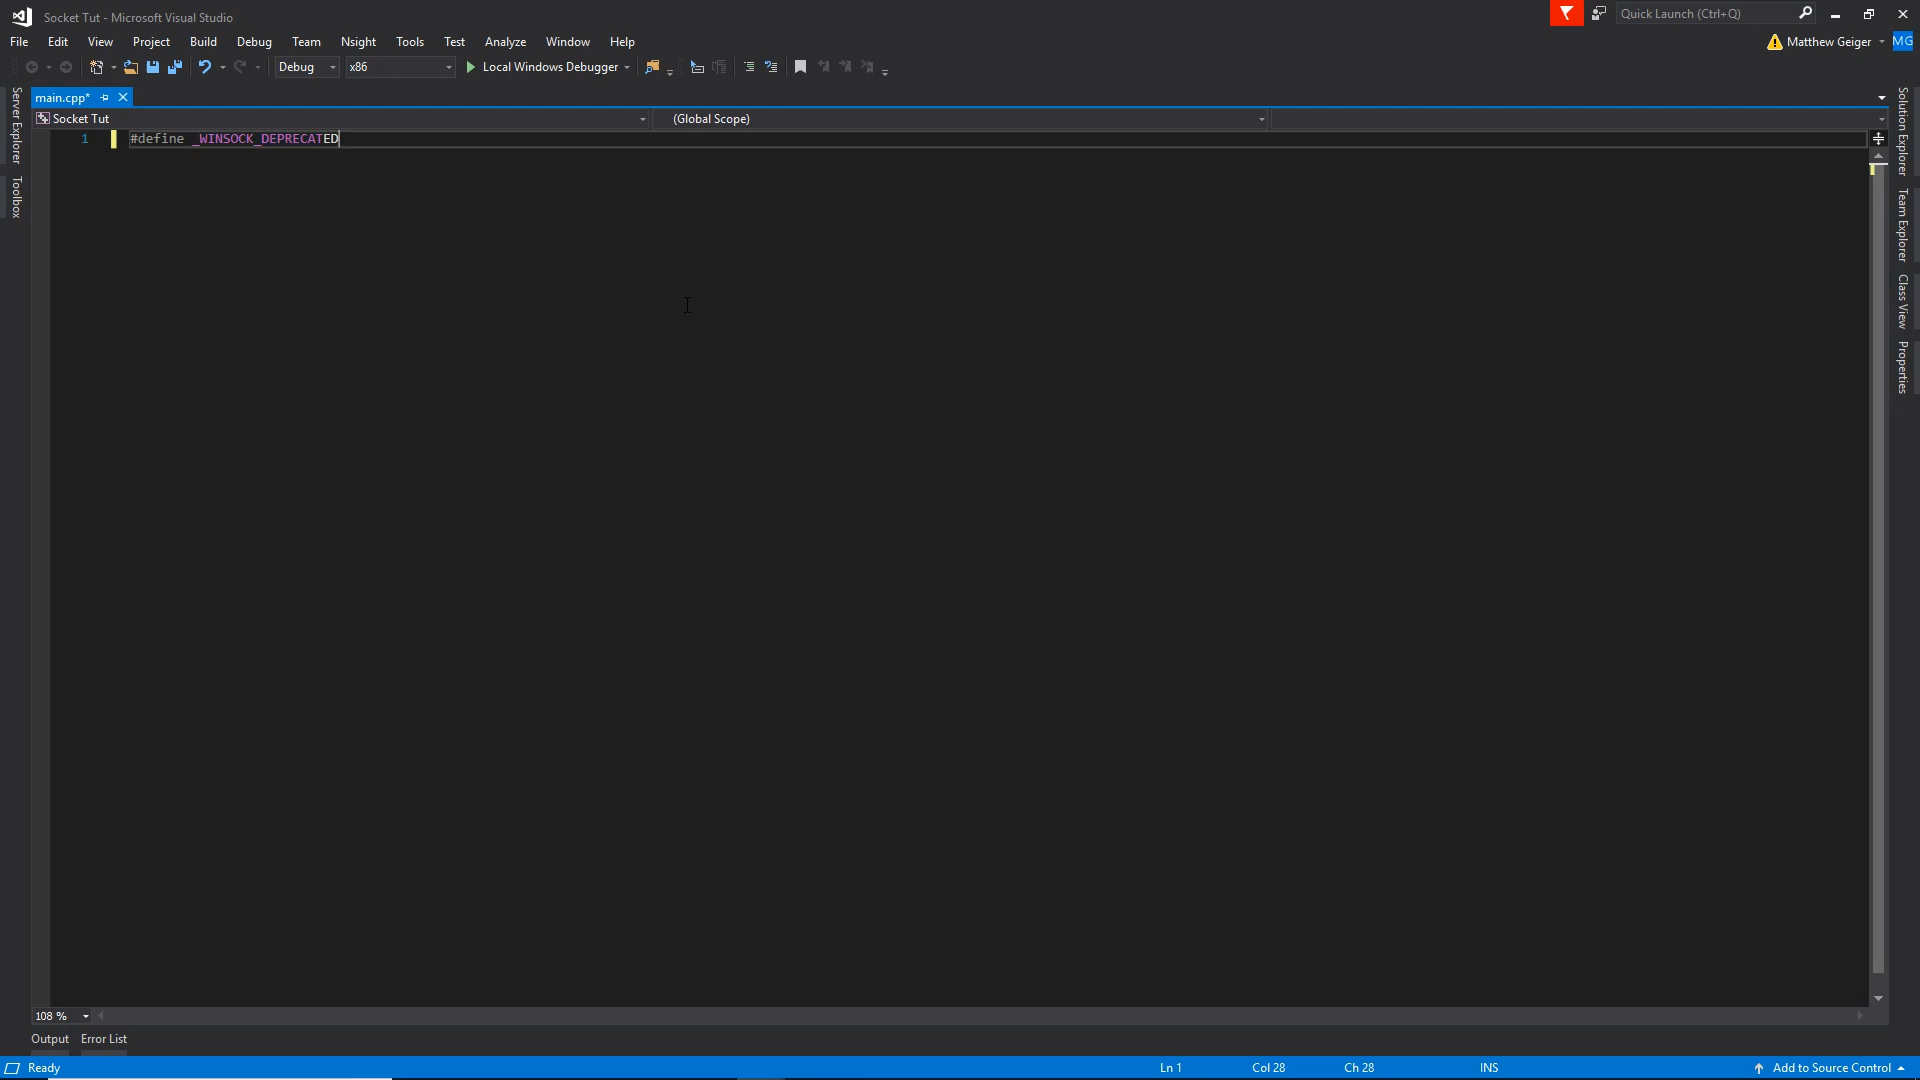 Socket Tut - Microsoft Visual Studio
Quick Launch (Ctrl+Q)
File Edit View Project Build Debug Team Nsight Tools Test Analyze Window Help
Matthew Geiger MG
Debug x86 Local Windows Debugger
main.cpp*
Socket Tut (Global Scope)
1 #define _WINSOCK_DEPRECATED
Server Explorer
Toolbox
Solution Explorer
Team Explorer
Class View
Properties
108 %
Output Error List
Ready Ln 1 Col 28 Ch 28 INS Add to Source Control